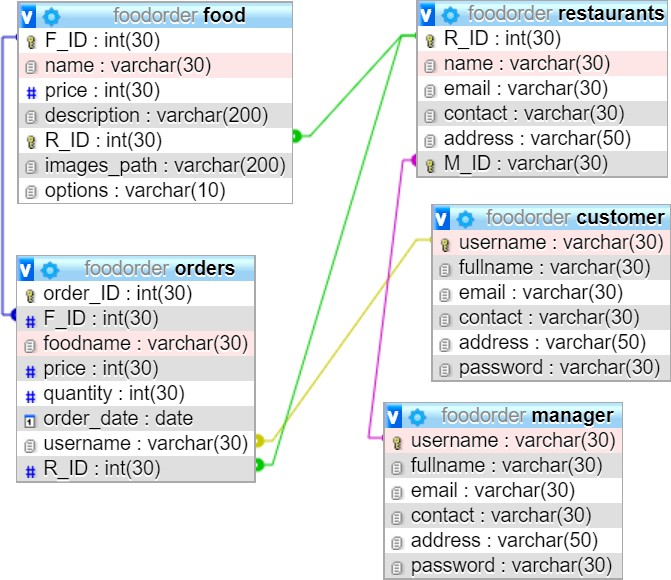 foodorder food
F_ID : int(30)
name : varchar(30)
price : int(30)
description : varchar(200)
R_ID : int(30)
images_path : varchar(200)
options : varchar(10)
foodorder restaurants
R_ID : int(30)
name : varchar(30)
email : varchar(30)
contact : varchar(30)
address : varchar(50)
M_ID : varchar(30)
foodorder customer
username : varchar(30)
fullname : varchar(30)
email : varchar(30)
contact : varchar(30)
address : varchar(50)
password : varchar(30)
foodorder orders
order_ID : int(30)
F_ID : int(30)
foodname : varchar(30)
price : int(30)
quantity : int(30)
order_date : date
username : varchar(30)
R_ID : int(30)
foodorder manager
username : varchar(30)
fullname : varchar(30)
email : varchar(30)
contact : varchar(30)
address : varchar(50)
password : varchar(30)